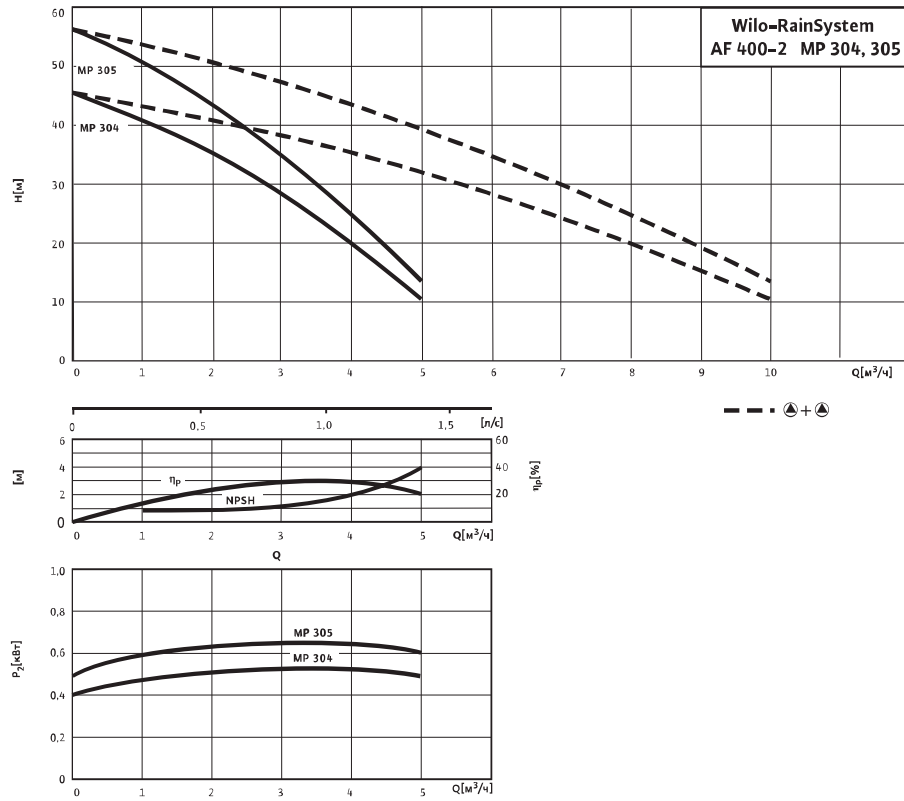 Wilo-RainSystem
AF 400-2 MP 304, 305
60
50
40
30
20
10
0
H[м]
MP 305
MP 304
0 1 2 3 4 5 6 7 8 9 10 Q[м³/ч]
0 0,5 1,0 1,5 [л/с]
6
4
2
0
[м]
ηp
NPSH
60
40
20
ηp[%]
0 1 2 3 4 5 Q[м³/ч]
Q
1,0
0,8
0,6
0,4
0,2
0
P₂[кВт]
MP 305
MP 304
0 1 2 3 4 5 Q[м³/ч]
+